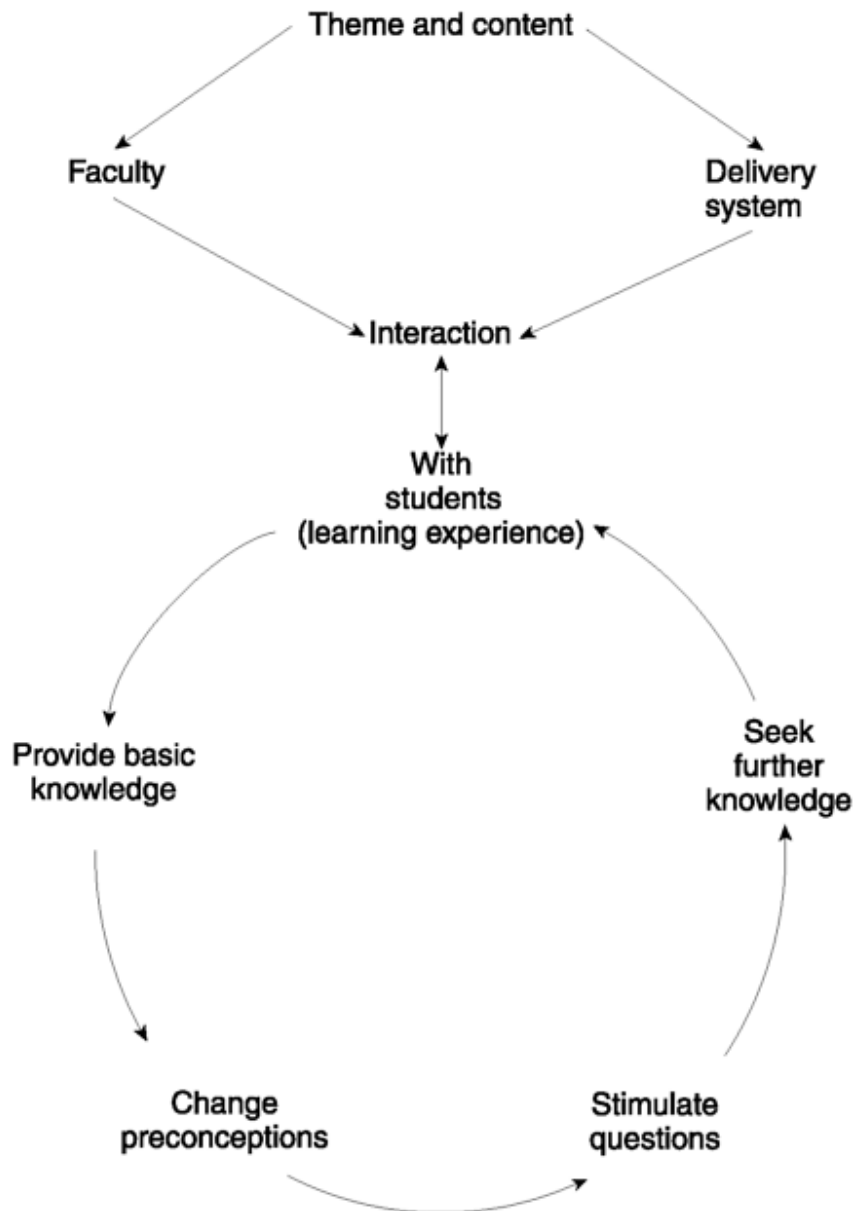 Theme and content
Faculty
Delivery
system
Interaction
With
students
(learning experience)
Provide basic
knowledge
Seek
further
knowledge
Change
preconceptions
Stimulate
questions